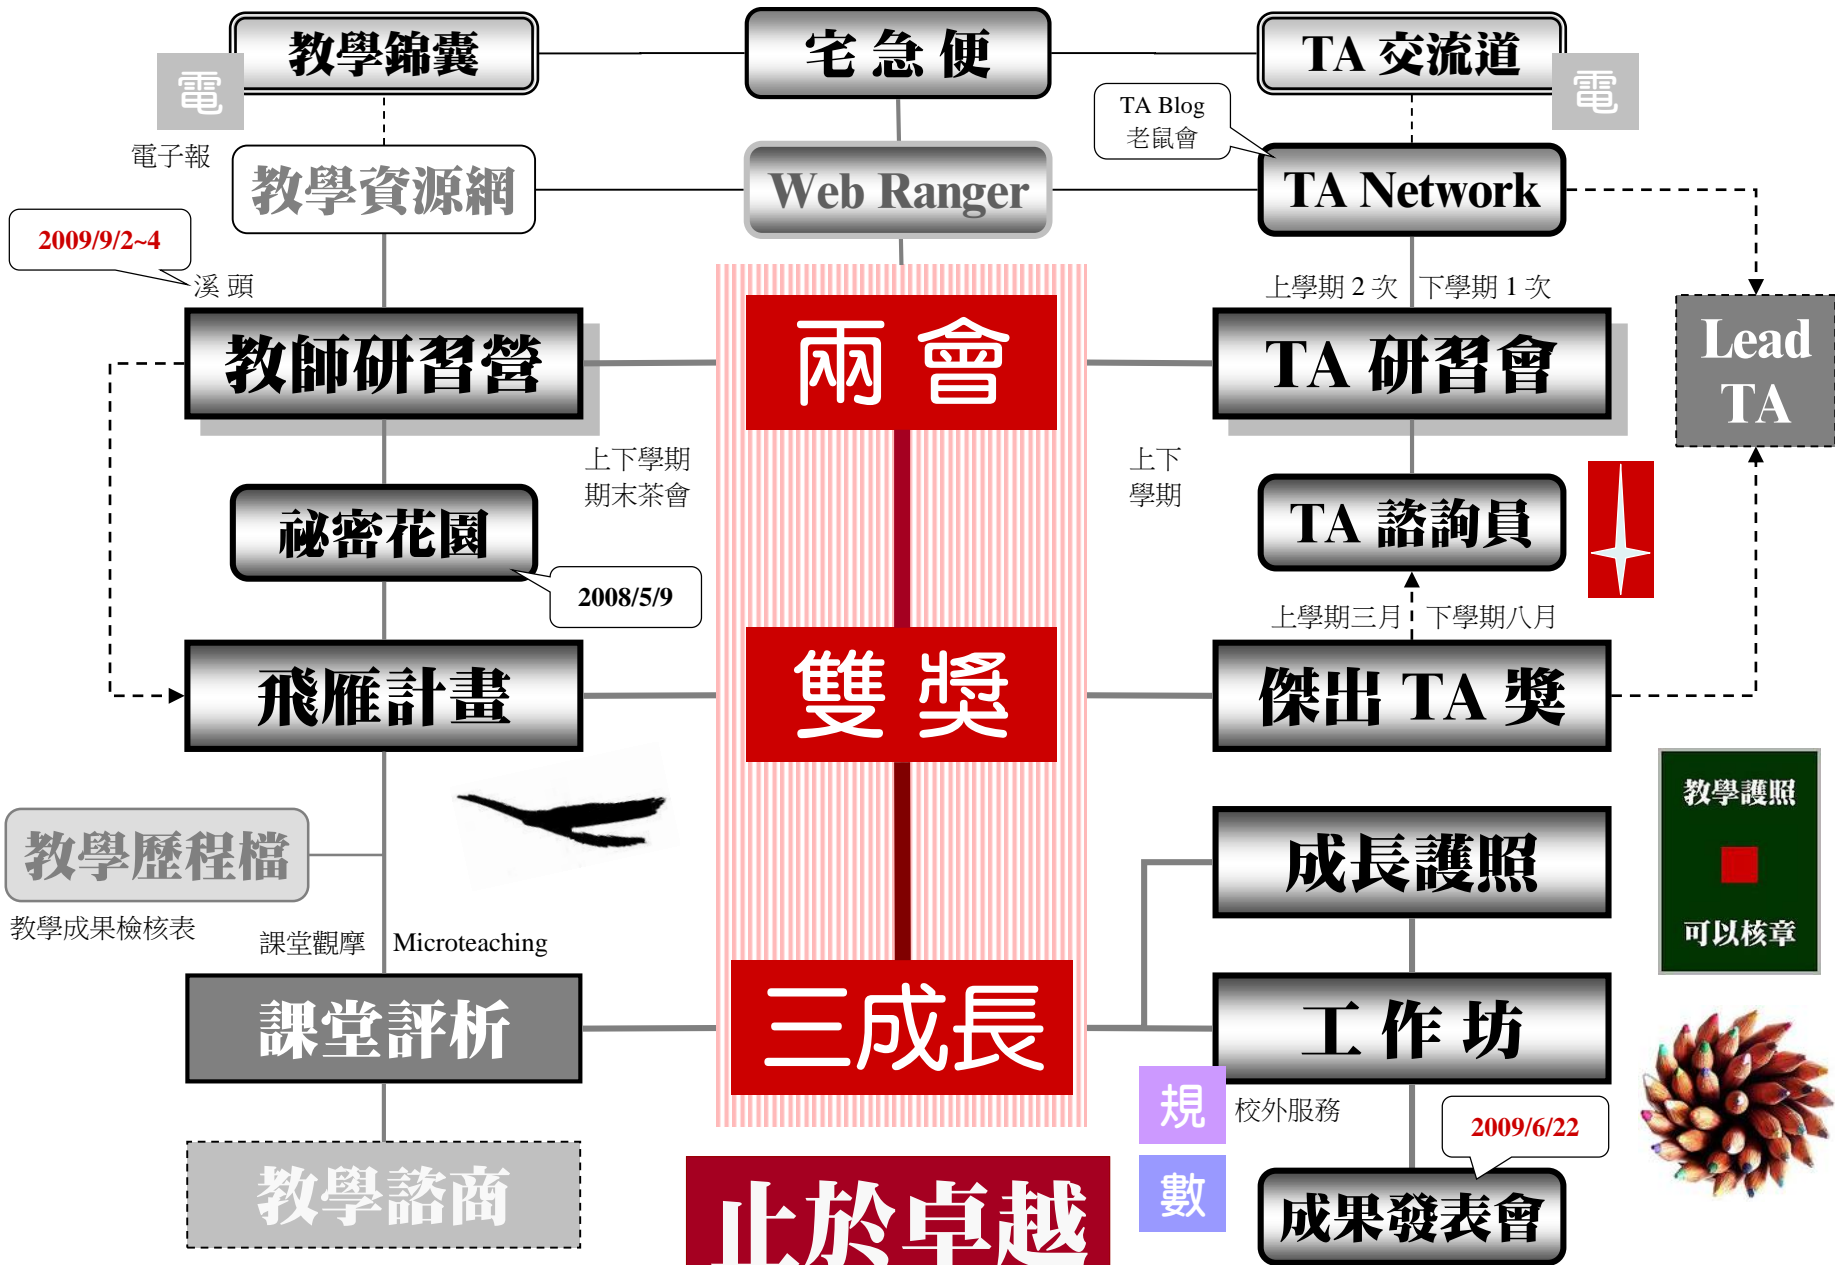 教學錦囊
宅 急 便
TA 交流道
電
電
電子報
TA Blog
老鼠會
教學資源網
Web Ranger
TA Network
2009/9/2~4
溪 頭
上學期 2 次
下學期 1 次
教師研習營
兩 會
TA 研習會
Lead
TA
上下學期
期末茶會
上下
學期
祕密花園
TA 諮詢員
2008/5/9
上學期三月
下學期八月
飛雁計畫
雙 獎
傑出 TA 獎
教學歷程檔
教學成果檢核表
成長護照
教學護照
可以核章
課堂觀摩
Microteaching
課堂評析
三成長
工 作 坊
規
校外服務
2009/6/22
教學諮商
止於卓越
數
成果發表會